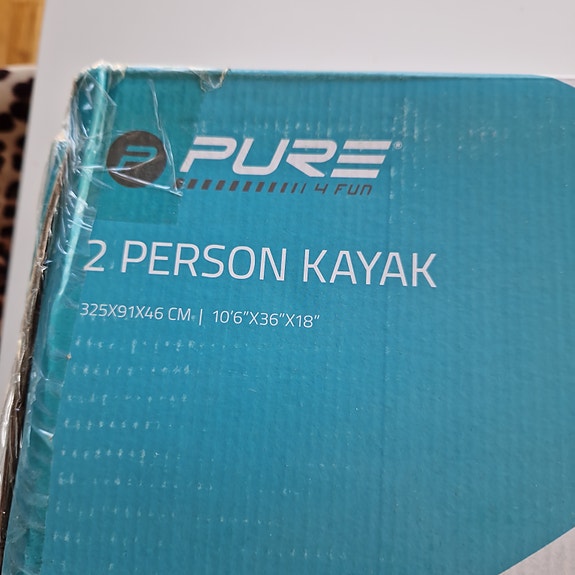 P PURE®
4 FUN
2 PERSON KAYAK
325X91X46 CM | 10'6"X36"X18"